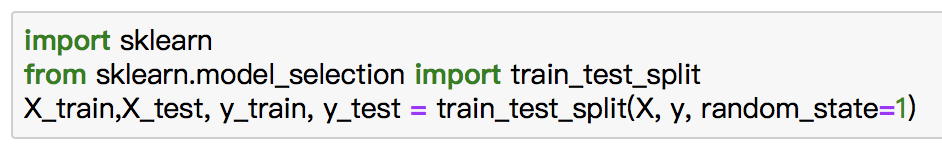 import sklearn
from sklearn.model_selection import train_test_split
X_train,X_test, y_train, y_test = train_test_split(X, y, random_state=1)